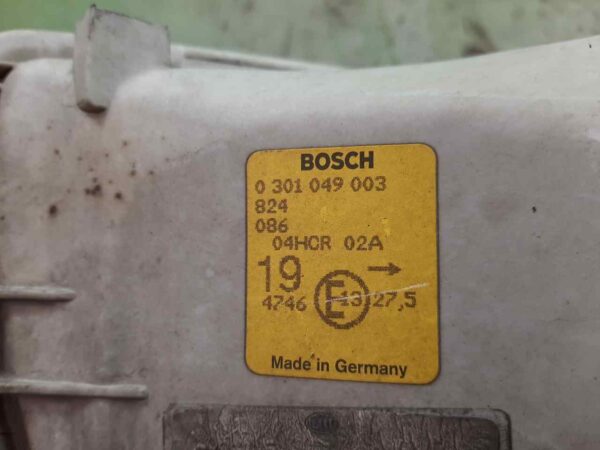 BOSCH
0 301 049 003
824
086
04HCR 02A
19 →
4746 E 13 27,5
Made in Germany